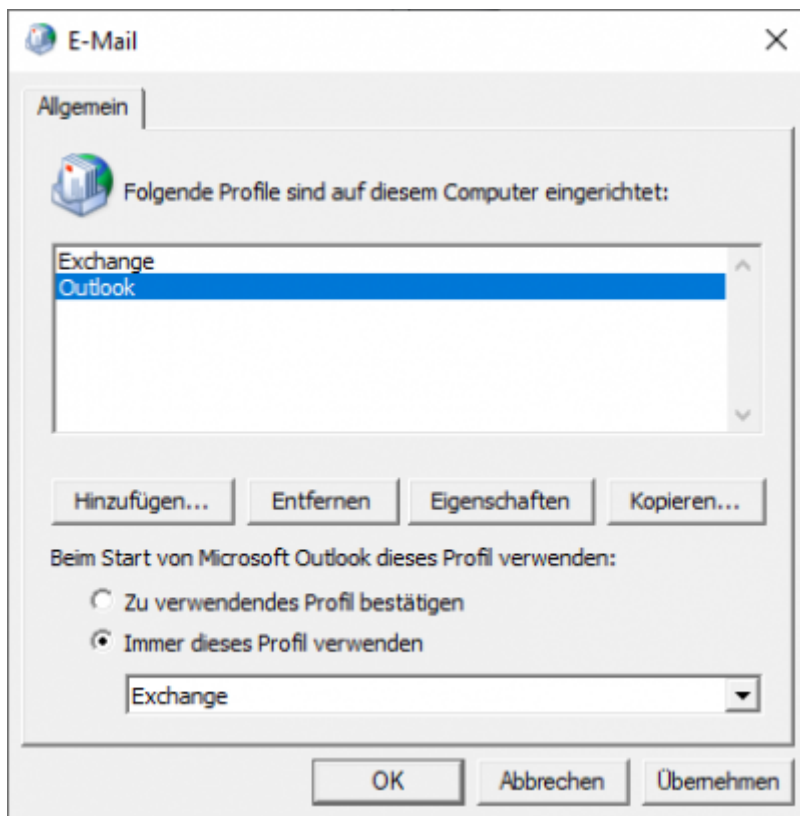 E-Mail
Allgemein
Folgende Profile sind auf diesem Computer eingerichtet:
Exchange
Outlook
Hinzufügen... Entfernen Eigenschaften Kopieren...
Beim Start von Microsoft Outlook dieses Profil verwenden:
Zu verwendendes Profil bestätigen
Immer dieses Profil verwenden
Exchange
OK Abbrechen Übernehmen